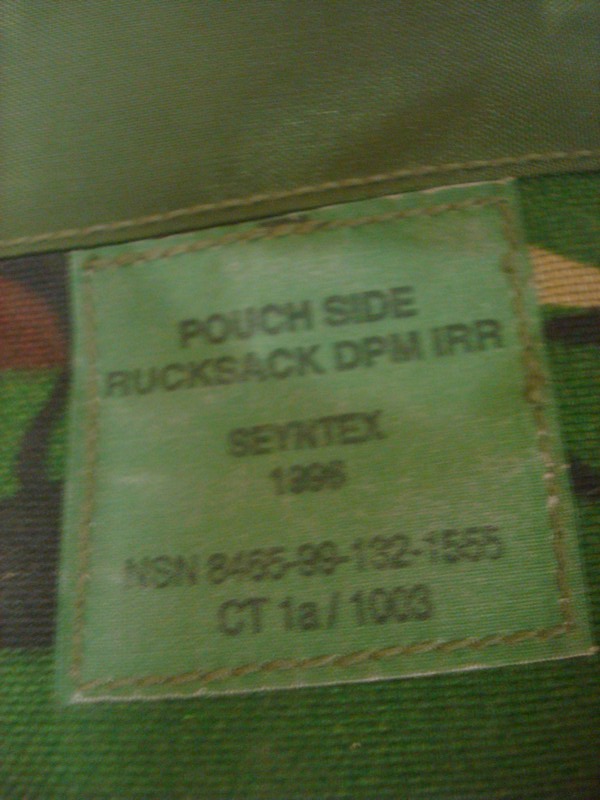 POUCH SIDE
RUCKSACK DPM IRR
SEYNTEX
1996
NSN 8465-99-132-1555
CT 1a / 1003